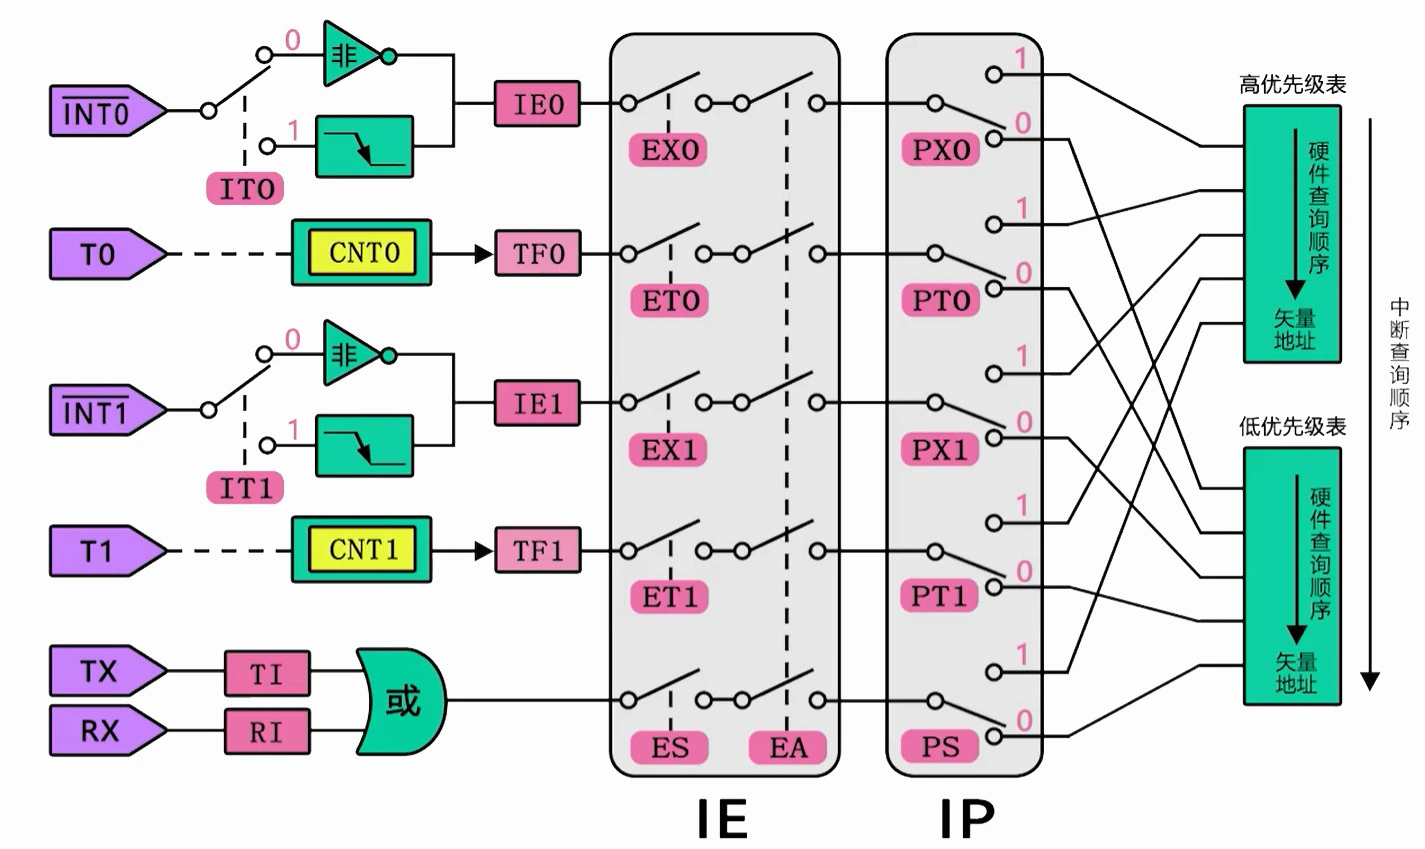 0
非
INT0
1
IT0
IE0
EX0
1
0
PX0
高优先级表
硬件查询顺序
矢量
地址
T0
CNT0
TF0
ET0
1
0
PT0
0
非
INT1
1
IT1
IE1
EX1
1
0
PX1
中断查询顺序
低优先级表
硬件查询顺序
矢量
地址
T1
CNT1
TF1
ET1
1
0
PT1
TX
TI
RX
RI
或
ES
EA
1
0
PS
IE
IP